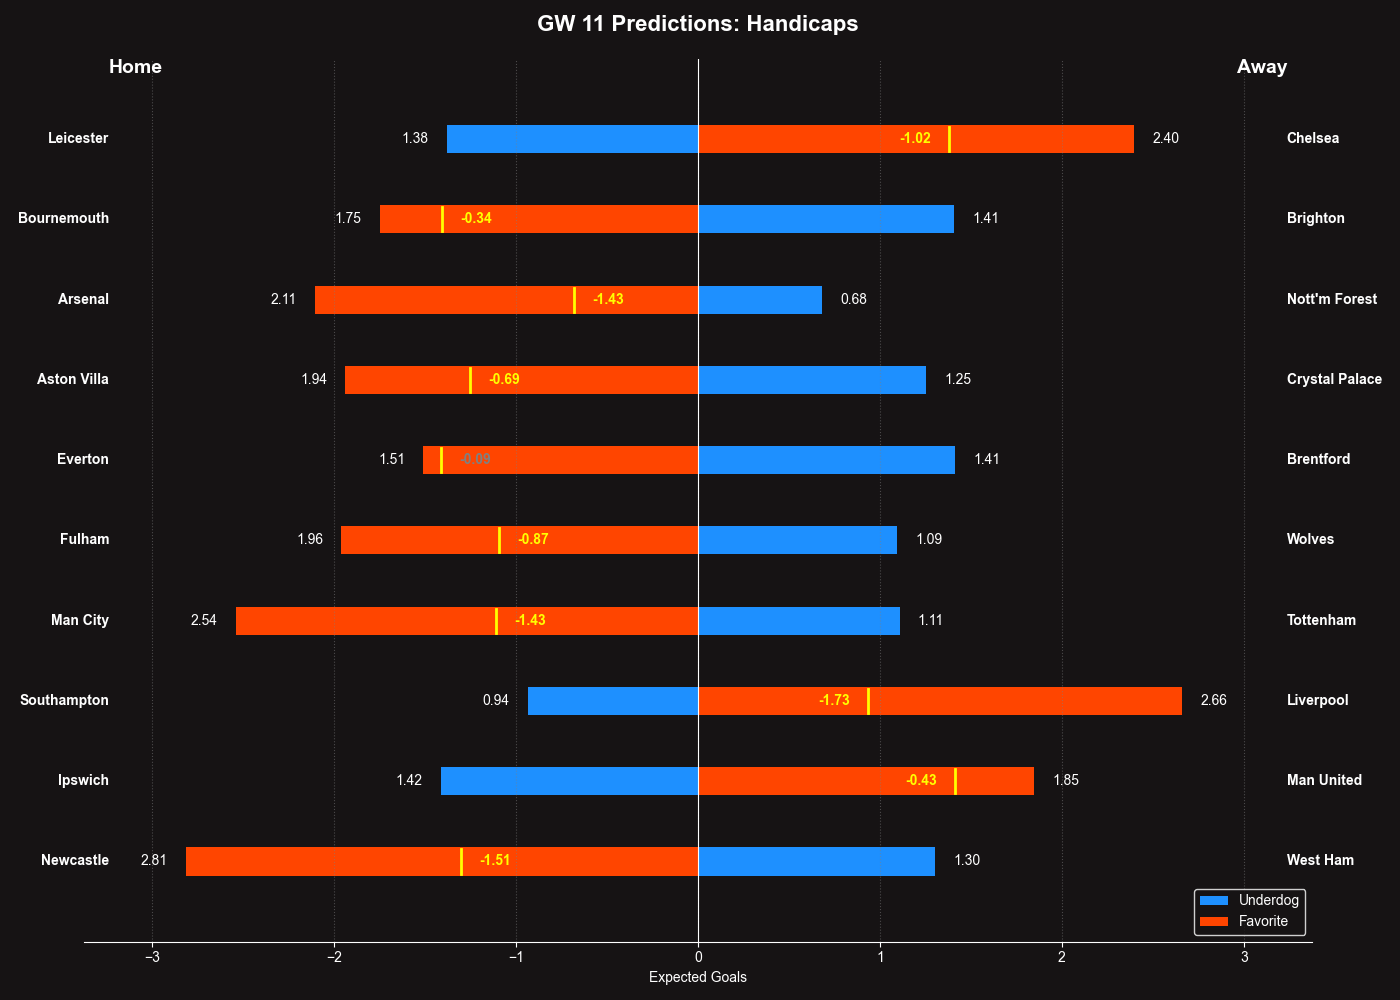 GW 11 Predictions: Handicaps
Home Away
Leicester 1.38 -1.02 2.40 Chelsea
Bournemouth 1.75 -0.34 1.41 Brighton
Arsenal 2.11 -1.43 0.68 Nott'm Forest
Aston Villa 1.94 -0.69 1.25 Crystal Palace
Everton 1.51 -0.09 1.41 Brentford
Fulham 1.96 -0.87 1.09 Wolves
Man City 2.54 -1.43 1.11 Tottenham
Southampton 0.94 -1.73 2.66 Liverpool
Ipswich 1.42 -0.43 1.85 Man United
Newcastle 2.81 -1.51 1.30 West Ham
Underdog
Favorite
−3 −2 −1 0 1 2 3
Expected Goals